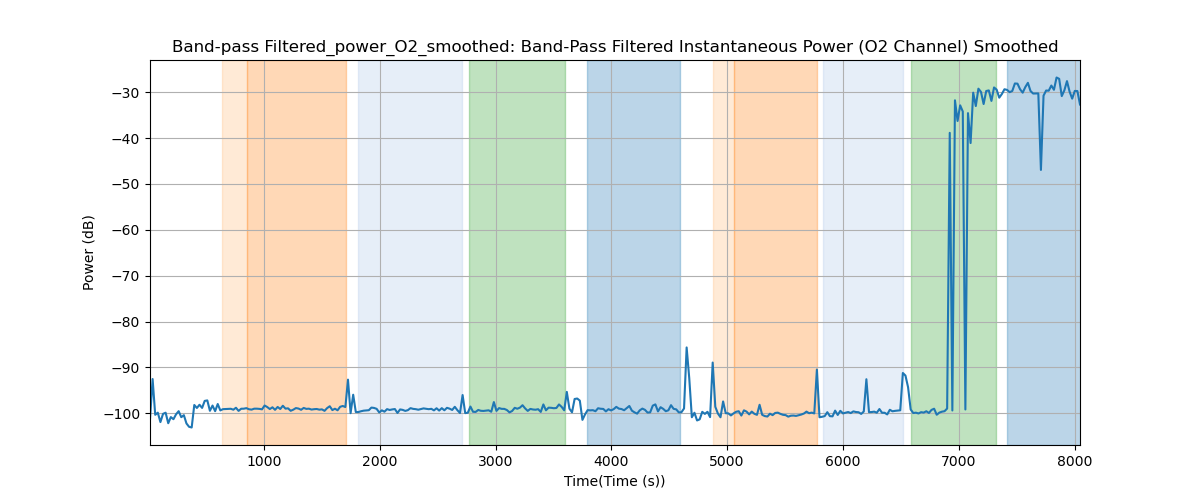 Band-pass Filtered_power_O2_smoothed: Band-Pass Filtered Instantaneous Power (O2 Channel) Smoothed
−30
−40
−50
−60
−70
−80
−90
−100
Power (dB)
1000 2000 3000 4000 5000 6000 7000 8000
Time(Time (s))